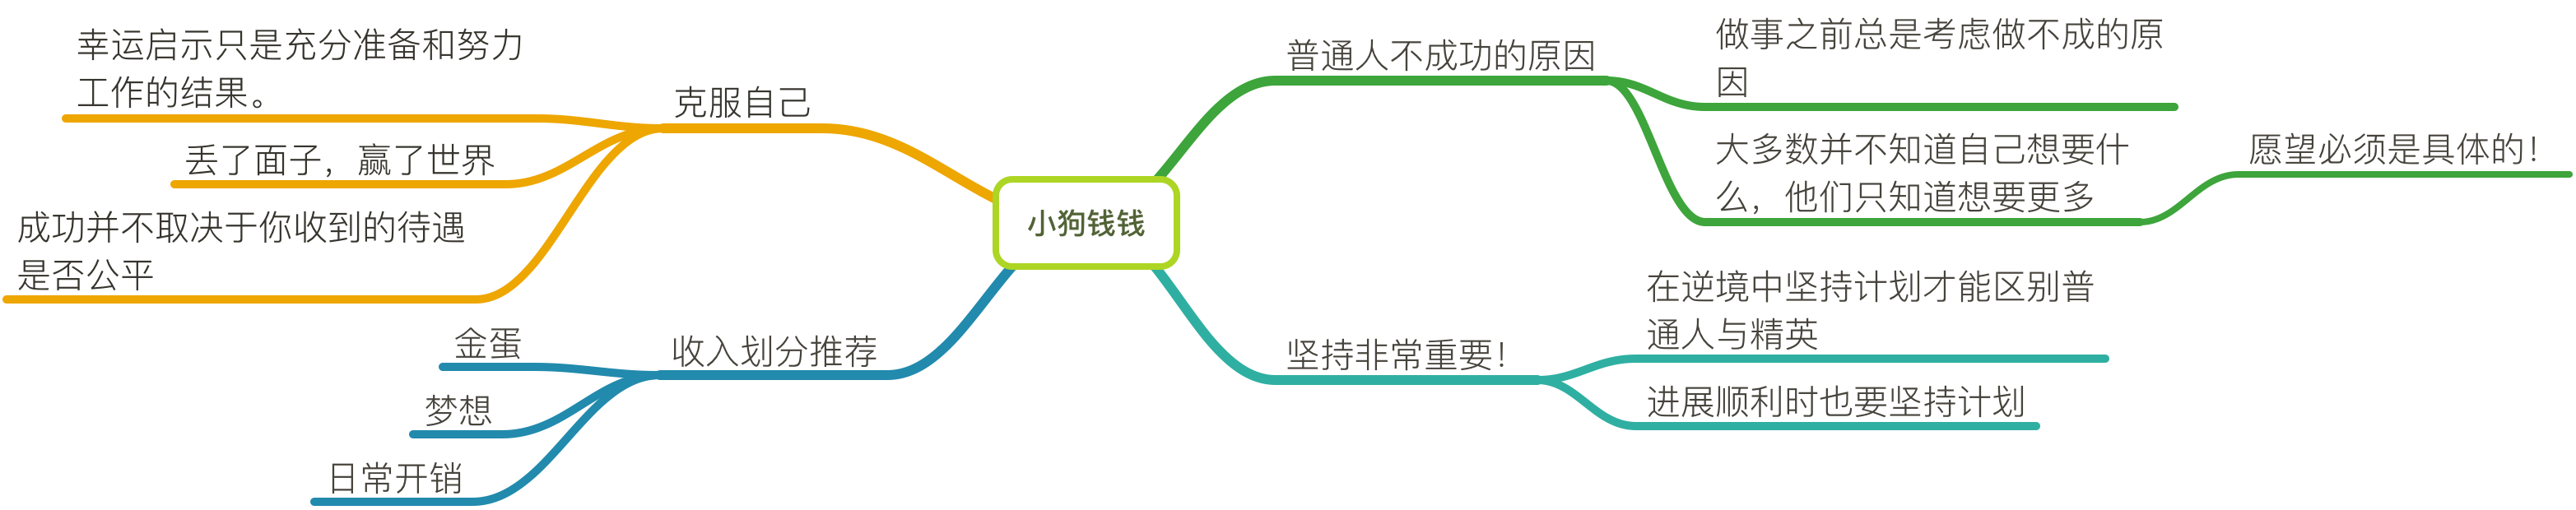 小狗钱钱
普通人不成功的原因
做事之前总是考虑做不成的原
因
大多数并不知道自己想要什
么，他们只知道想要更多
愿望必须是具体的！
坚持非常重要！
在逆境中坚持计划才能区别普
通人与精英
进展顺利时也要坚持计划
克服自己
幸运启示只是充分准备和努力
工作的结果。
丢了面子，赢了世界
成功并不取决于你收到的待遇
是否公平
收入划分推荐
金蛋
梦想
日常开销